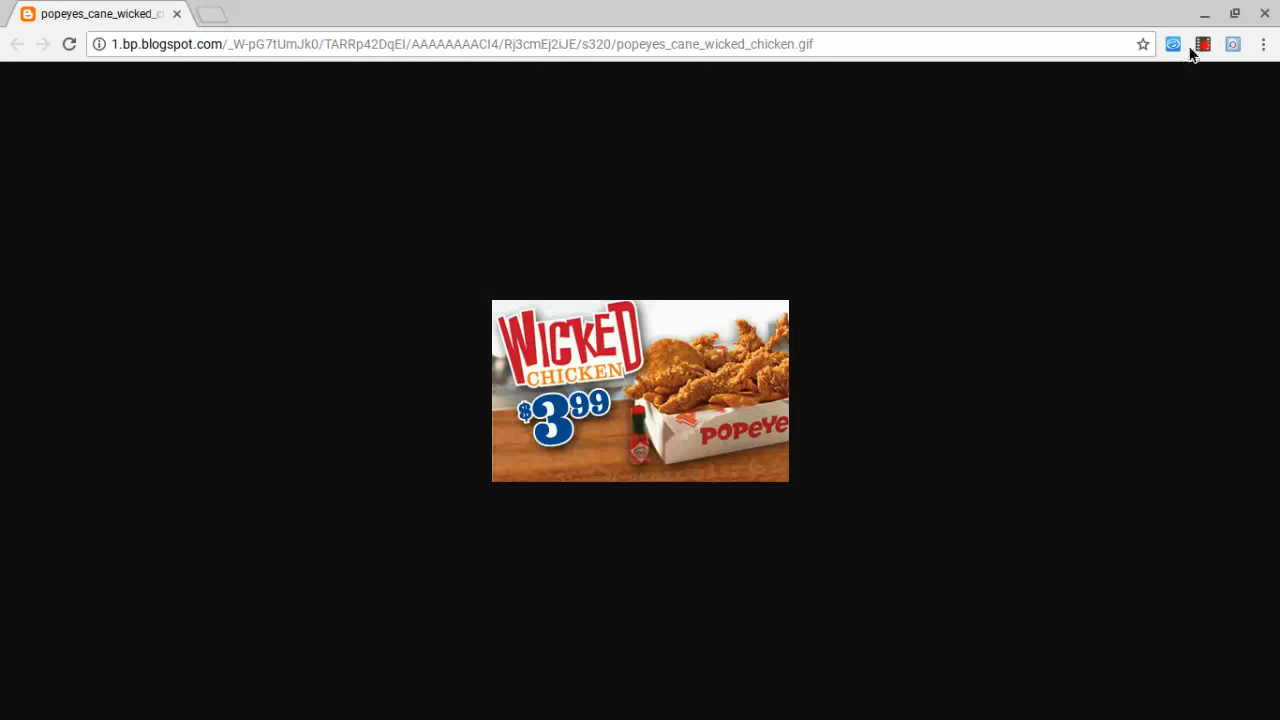 popeyes_cane_wicked_c
1.bp.blogspot.com/_W-pG7tUmJk0/TARRp42DqEI/AAAAAAAACI4/Rj3cmEj2iJE/s320/popeyes_cane_wicked_chicken.gif
WICKED
CHICKEN
$3.99
POPEYE